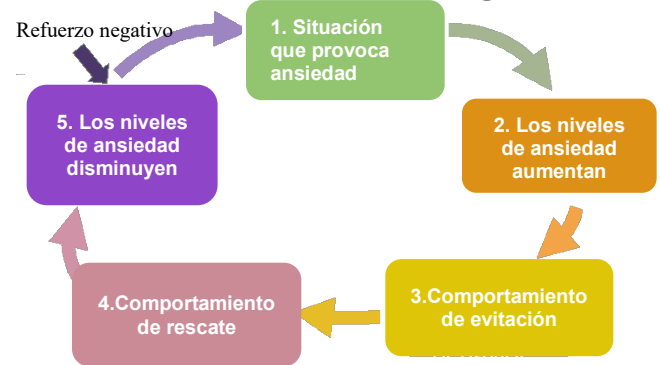 Refuerzo negativo
1. Situación
que provoca
ansiedad
2. Los niveles
de ansiedad
aumentan
3.Comportamiento
de evitación
4.Comportamiento
de rescate
5. Los niveles
de ansiedad
disminuyen